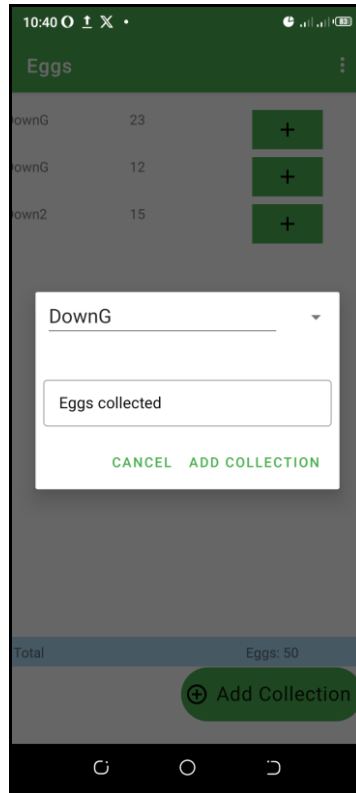 10:40
Eggs
ownG 23
ownG 12
own2 15
DownG
Eggs collected
CANCEL ADD COLLECTION
Total Eggs: 50
Add Collection